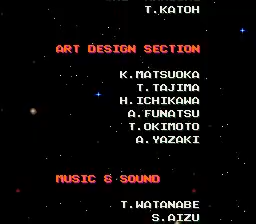 T.KATOH
ART DESIGN SECTION
K.MATSUOKA
T.TAJIMA
H.ICHIKAWA
A.FUNATSU
T.OKIMOTO
A.YAZAKI
MUSIC & SOUND
T.WATANABE
S.AIZU